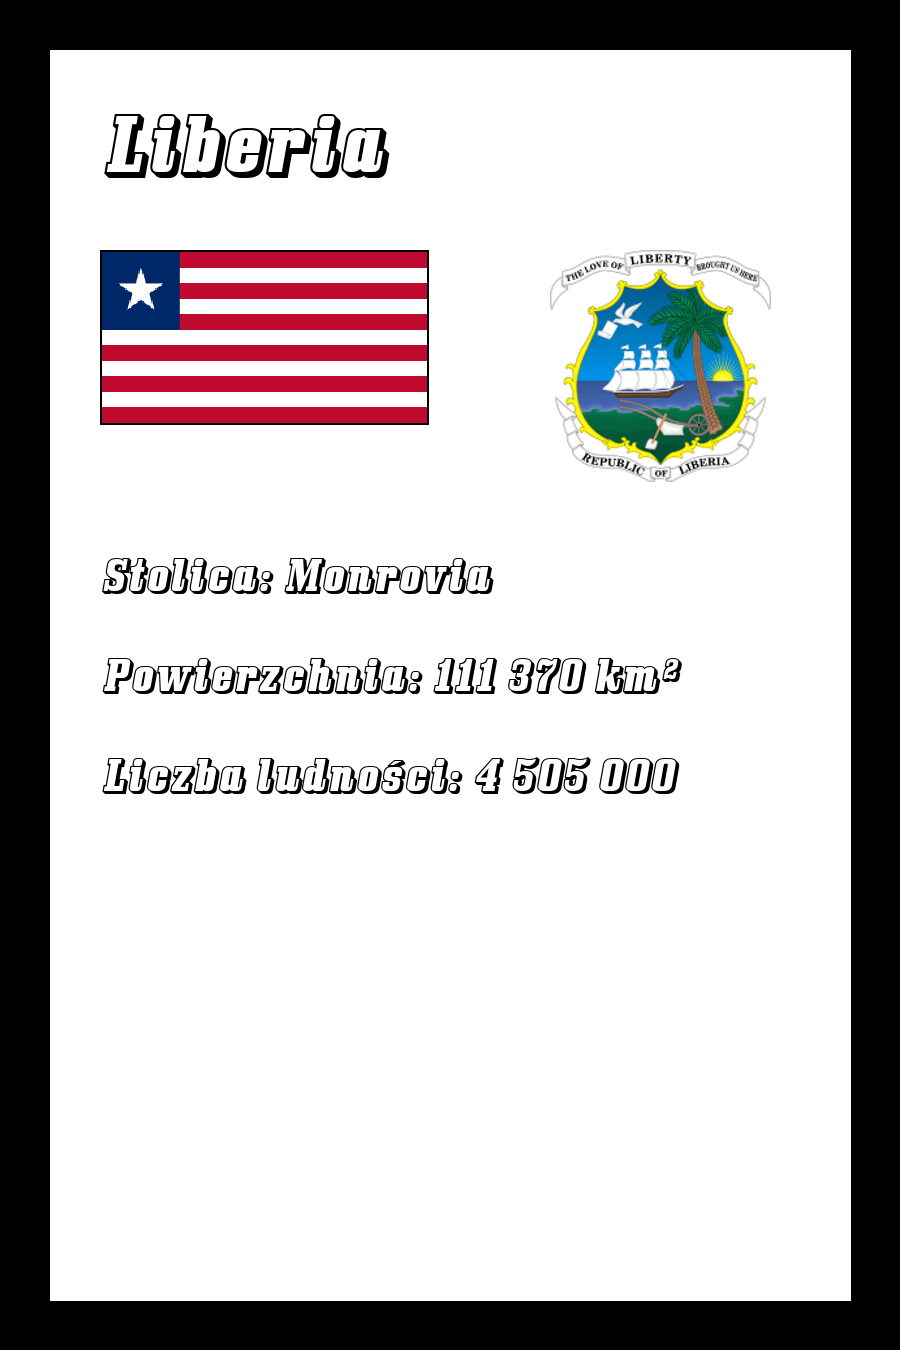 Liberia
THE LOVE OF LIBERTY BROUGHT US HERE
REPUBLIC OF LIBERIA
Stolica: Monrovia
Powierzchnia: 111 370 km²
Liczba ludności: 4 505 000